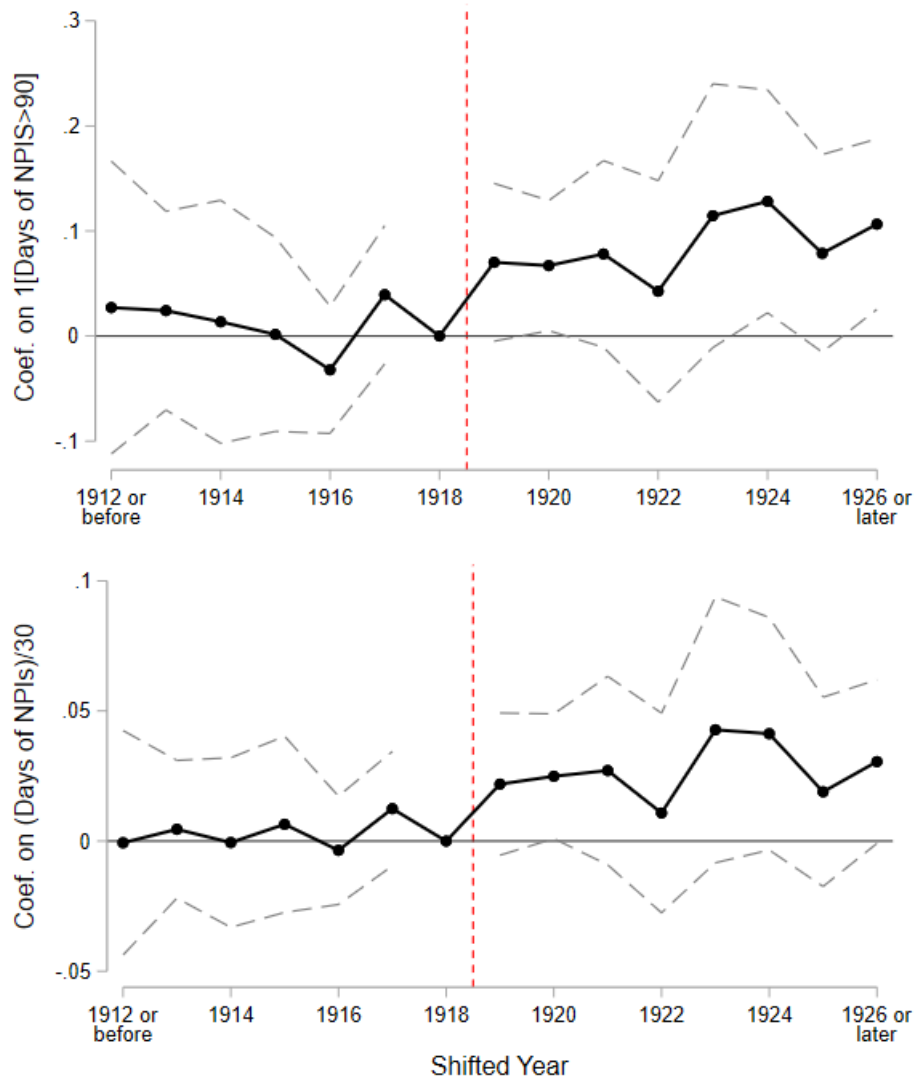 .3
.2
.1
0
-.1
Coef. on 1[Days of NPIS>90]
1912 or
before
1914
1916
1918
1920
1922
1924
1926 or
later
.1
.05
0
-.05
Coef. on (Days of NPIs)/30
1912 or
before
1914
1916
1918
1920
1922
1924
1926 or
later
Shifted Year